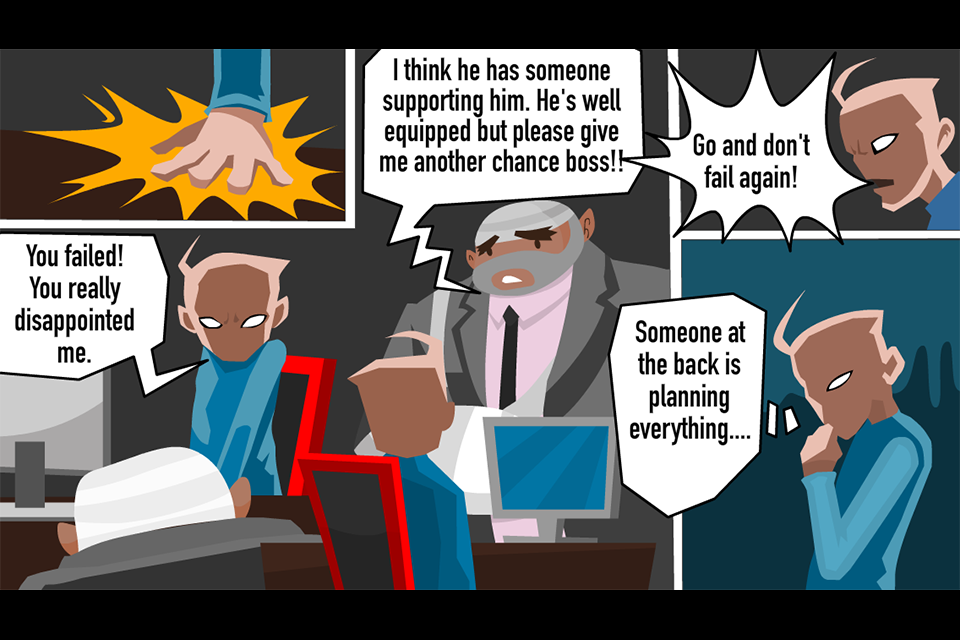 You failed!
You really
disappointed
me.
I think he has someone
supporting him. He's well
equipped but please give
me another chance boss!!
Go and don't
fail again!
Someone at
the back is
planning
everything....